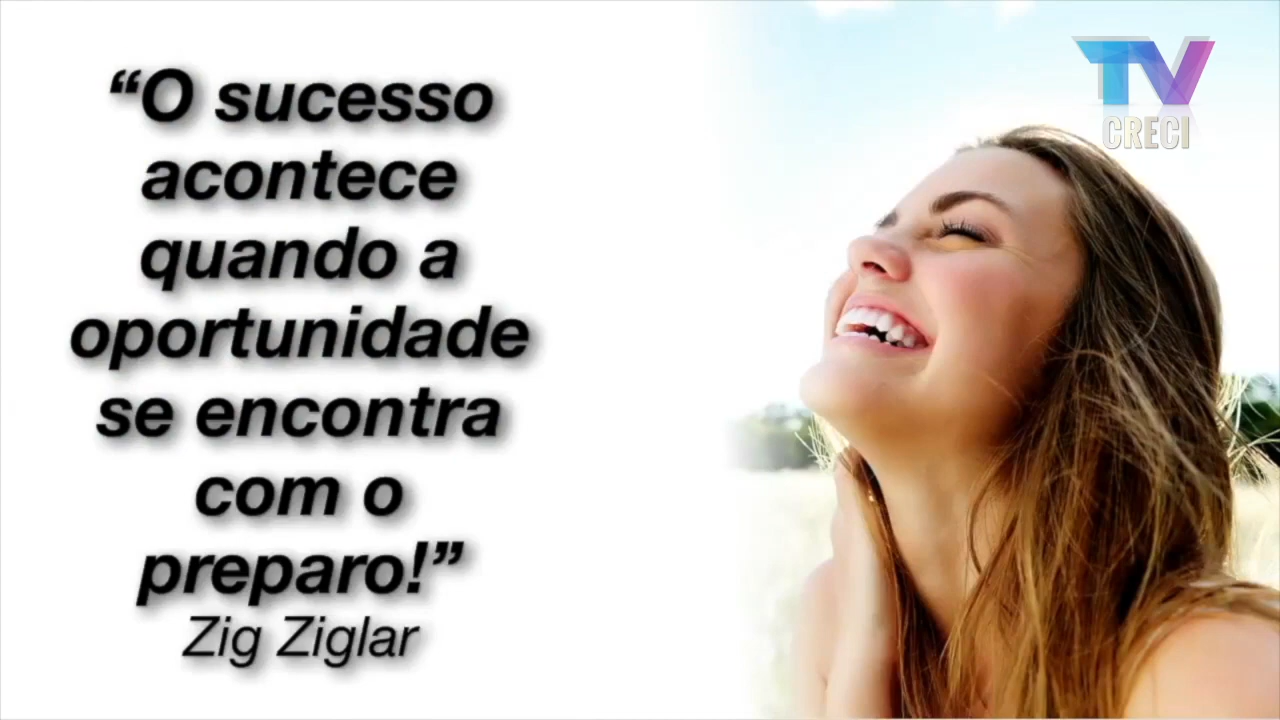 “O sucesso
acontece
quando a
oportunidade
se encontra
com o
preparo!”
Zig Ziglar
TV
CRECI